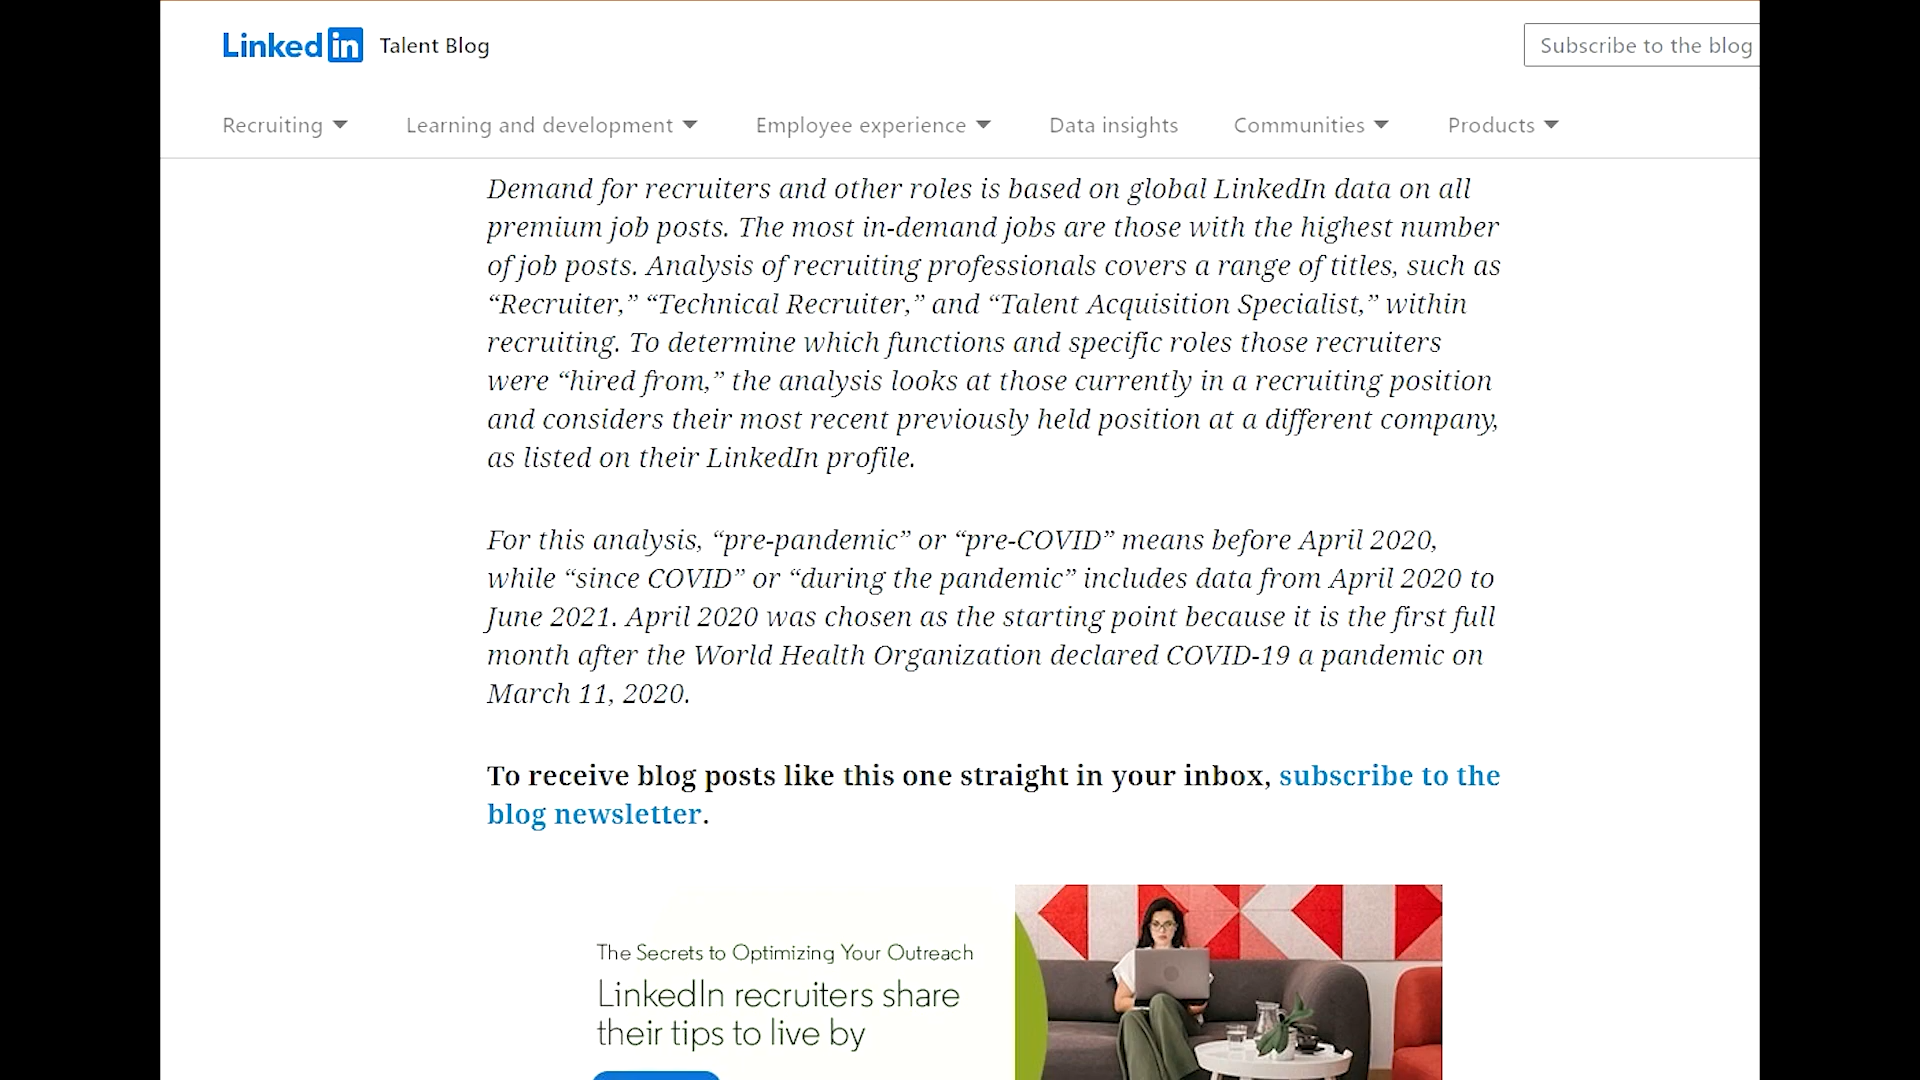 Linkedin Talent Blog
Subscribe to the blog
Recruiting
Learning and development
Employee experience
Data insights
Communities
Products
Demand for recruiters and other roles is based on global LinkedIn data on all
premium job posts. The most in-demand jobs are those with the highest number
of job posts. Analysis of recruiting professionals covers a range of titles, such as
“Recruiter,” “Technical Recruiter,” and “Talent Acquisition Specialist,” within
recruiting. To determine which functions and specific roles those recruiters
were “hired from,” the analysis looks at those currently in a recruiting position
and considers their most recent previously held position at a different company,
as listed on their LinkedIn profile.
For this analysis, “pre-pandemic” or “pre-COVID” means before April 2020,
while “since COVID” or “during the pandemic” includes data from April 2020 to
June 2021. April 2020 was chosen as the starting point because it is the first full
month after the World Health Organization declared COVID-19 a pandemic on
March 11, 2020.
To receive blog posts like this one straight in your inbox, subscribe to the
blog newsletter.
The Secrets to Optimizing Your Outreach
LinkedIn recruiters share
their tips to live by